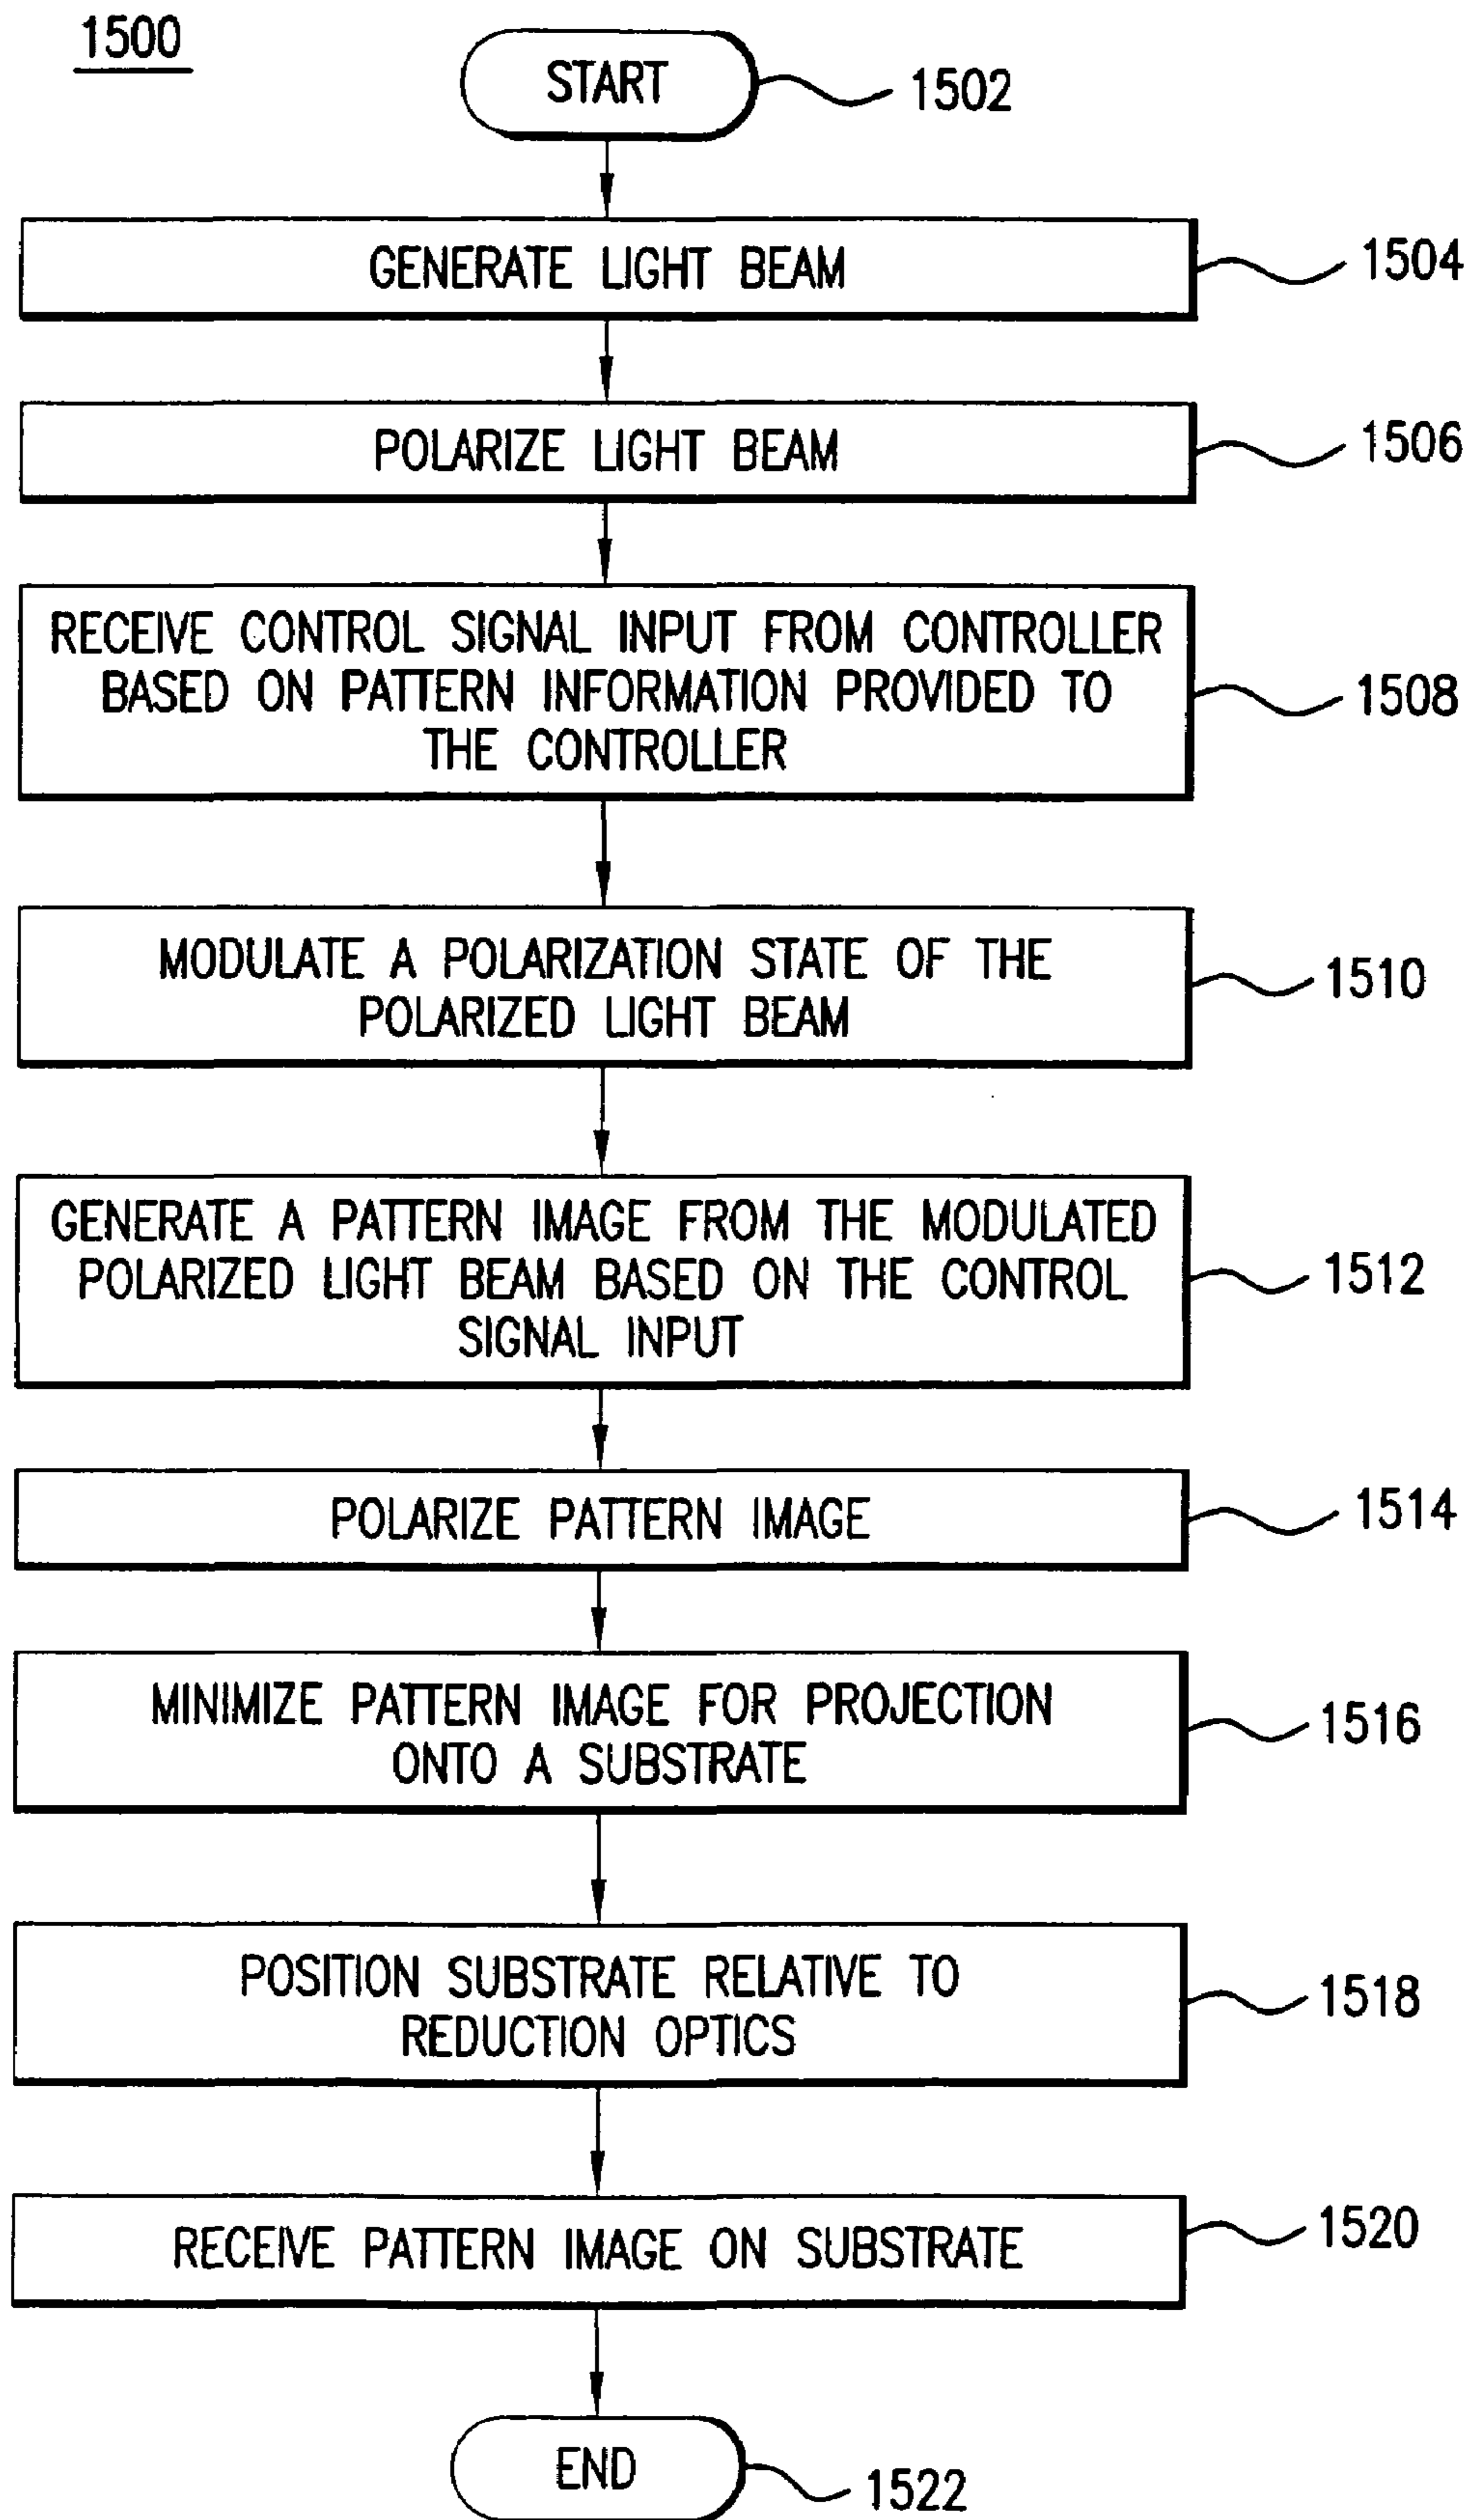 1500
START
1502
GENERATE LIGHT BEAM
1504
POLARIZE LIGHT BEAM
1506
RECEIVE CONTROL SIGNAL INPUT FROM CONTROLLER
BASED ON PATTERN INFORMATION PROVIDED TO
THE CONTROLLER
1508
MODULATE A POLARIZATION STATE OF THE
POLARIZED LIGHT BEAM
1510
GENERATE A PATTERN IMAGE FROM THE MODULATED
POLARIZED LIGHT BEAM BASED ON THE CONTROL
SIGNAL INPUT
1512
POLARIZE PATTERN IMAGE
1514
MINIMIZE PATTERN IMAGE FOR PROJECTION
ONTO A SUBSTRATE
1516
POSITION SUBSTRATE RELATIVE TO
REDUCTION OPTICS
1518
RECEIVE PATTERN IMAGE ON SUBSTRATE
1520
END
1522